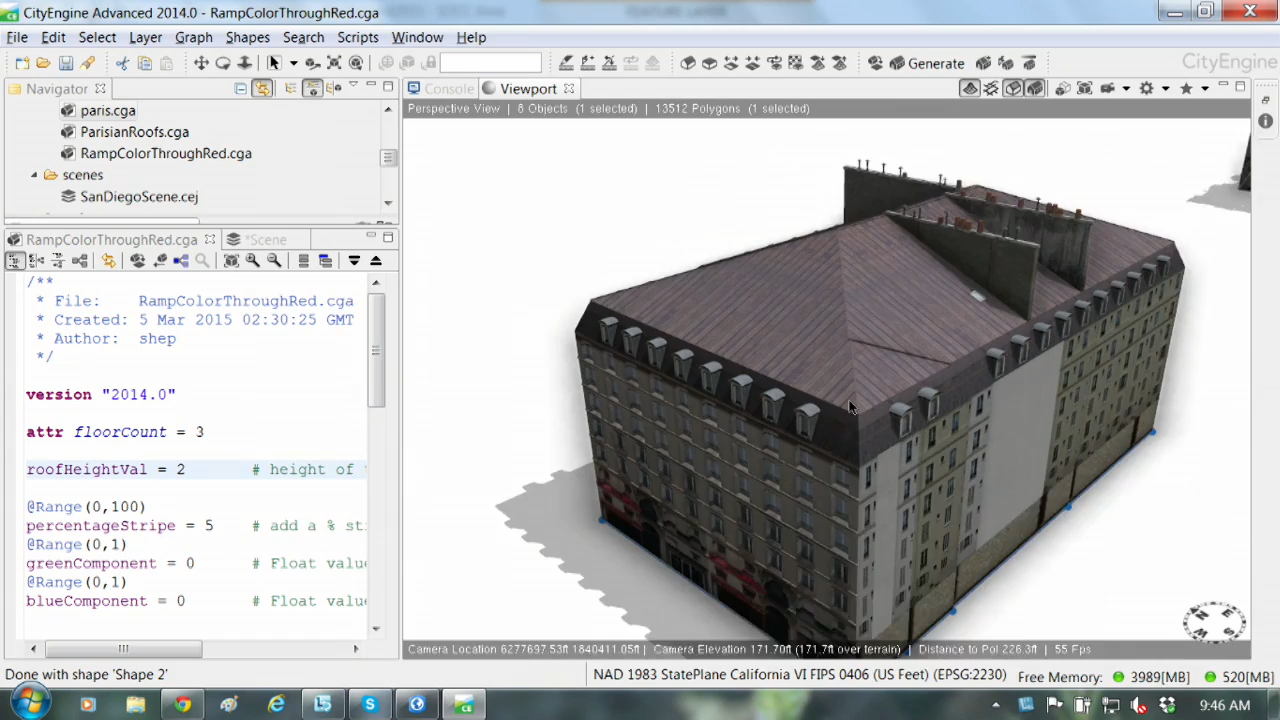 CityEngine Advanced 2014.0 - RampColorThroughRed.cga
File Edit Select Layer Graph Shapes Search Scripts Window Help
Generate
CityEngine
Navigator
paris.cga
ParisianRoofs.cga
RampColorThroughRed.cga
scenes
SanDiegoScene.cej
RampColorThroughRed.cga
*Scene
/**
* File: RampColorThroughRed.cga
* Created: 5 Mar 2015 02:30:25 GMT
* Author: shep
*/
version "2014.0"
attr floorCount = 3
roofHeightVal = 2 # height of
@Range(0,100)
percentageStripe = 5 # add a % st
@Range(0,1)
greenComponent = 0 # Float value
@Range(0,1)
blueComponent = 0 # Float value
Console
Viewport
Perspective View | 8 Objects (1 selected) | 13512 Polygons (1 selected)
N E S W
Camera Location 6277697.53ft 1840411.05ft | Camera Elevation 171.70ft (171.7ft over terrain) | Distance to PoI 226.3ft | 55 Fps
Done with shape 'Shape 2'
NAD 1983 StatePlane California VI FIPS 0406 (US Feet) (EPSG:2230)
Free Memory: 3989[MB] 520[MB]
9:46 AM